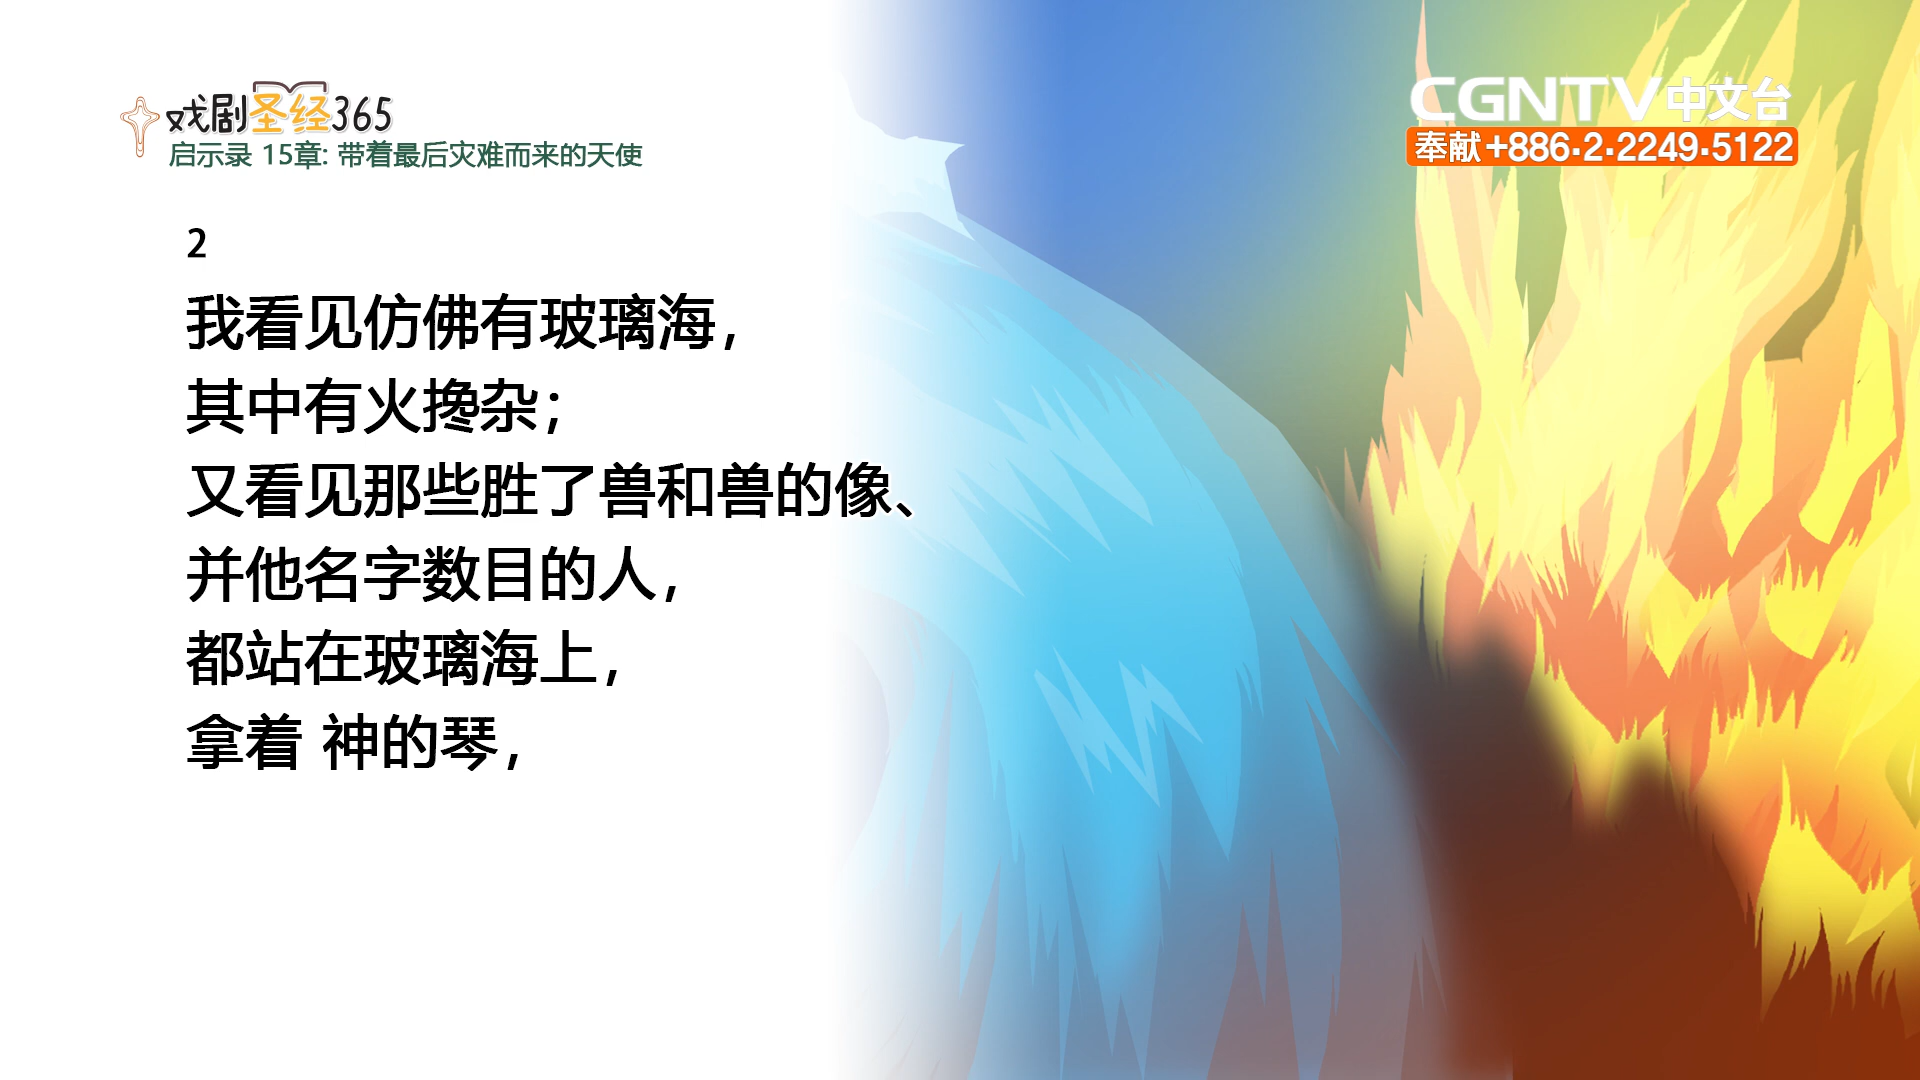 戏剧圣经365
启示录 15章: 带着最后灾难而来的天使
CGNTV中文台
奉献+886·2·2249·5122
2
我看见仿佛有玻璃海，
其中有火搀杂；
又看见那些胜了兽和兽的像、
并他名字数目的人，
都站在玻璃海上，
拿着 神的琴，